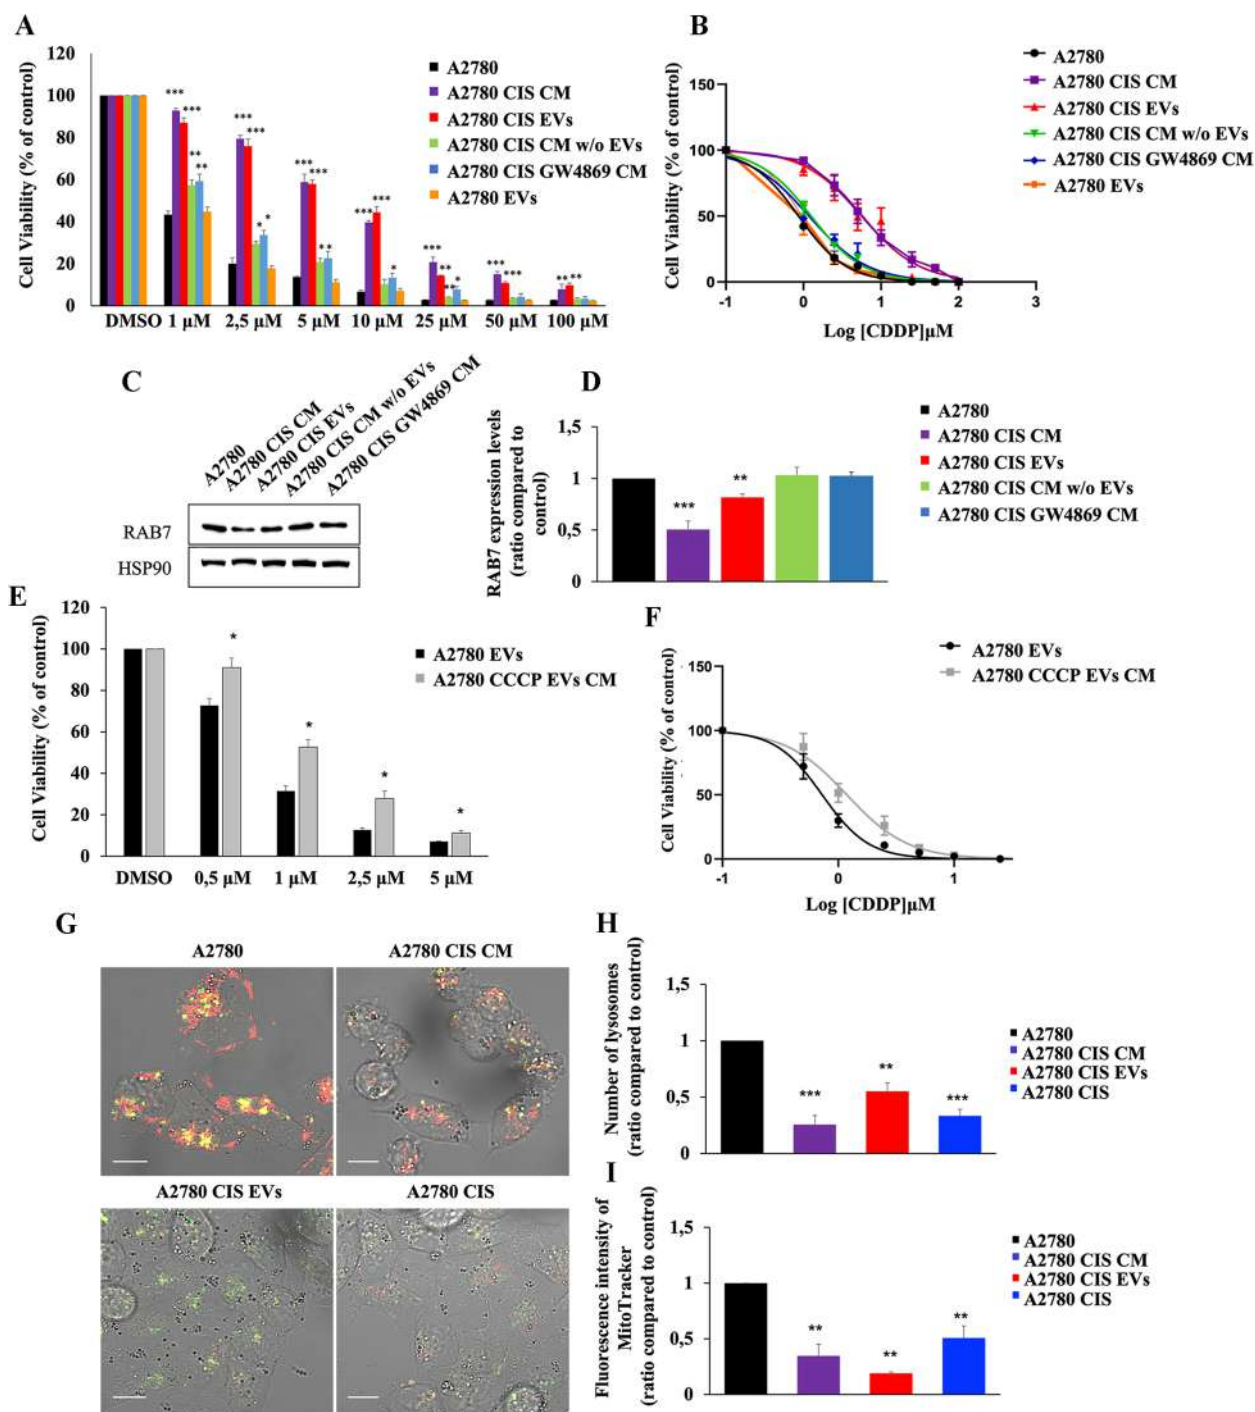 A
Cell Viability (% of control)
120
100
80
60
40
20
0
DMSO 1 µM 2,5 µM 5 µM 10 µM 25 µM 50 µM 100 µM
*** *** ** **
*** *** * *
*** *** * *
*** *** *
*** ** ** *
** ***
** **
A2780
A2780 CIS CM
A2780 CIS EVs
A2780 CIS CM w/o EVs
A2780 CIS GW4869 CM
A2780 EVs
B
Cell Viability (% of control)
150
100
50
0
-1 0 1 2 3
Log [CDDP]µM
A2780
A2780 CIS CM
A2780 CIS EVs
A2780 CIS CM w/o EVs
A2780 CIS GW4869 CM
A2780 EVs
C
A2780
A2780 CIS CM
A2780 CIS EVs
A2780 CIS CM w/o EVs
A2780 CIS GW4869 CM
RAB7
HSP90
D
RAB7 expression levels
(ratio compared to
control)
1,5
1
0,5
0
*** **
A2780
A2780 CIS CM
A2780 CIS EVs
A2780 CIS CM w/o EVs
A2780 CIS GW4869 CM
E
Cell Viability (% of control)
120
100
80
60
40
20
0
* * * *
DMSO 0,5 µM 1 µM 2,5 µM 5 µM
A2780 EVs
A2780 CCCP EVs CM
F
Cell Viability (% of control)
150
100
50
0
-1 0 1
Log [CDDP]µM
A2780 EVs
A2780 CCCP EVs CM
G
A2780
A2780 CIS CM
A2780 CIS EVs
A2780 CIS
H
Number of lysosomes
(ratio compared to control)
1,5
1
0,5
0
*** ** ***
A2780
A2780 CIS CM
A2780 CIS EVs
A2780 CIS
I
Fluorescence intensity of
MitoTracker
(ratio compared to control)
1,5
1
0,5
0
** ** **
A2780
A2780 CIS CM
A2780 CIS EVs
A2780 CIS